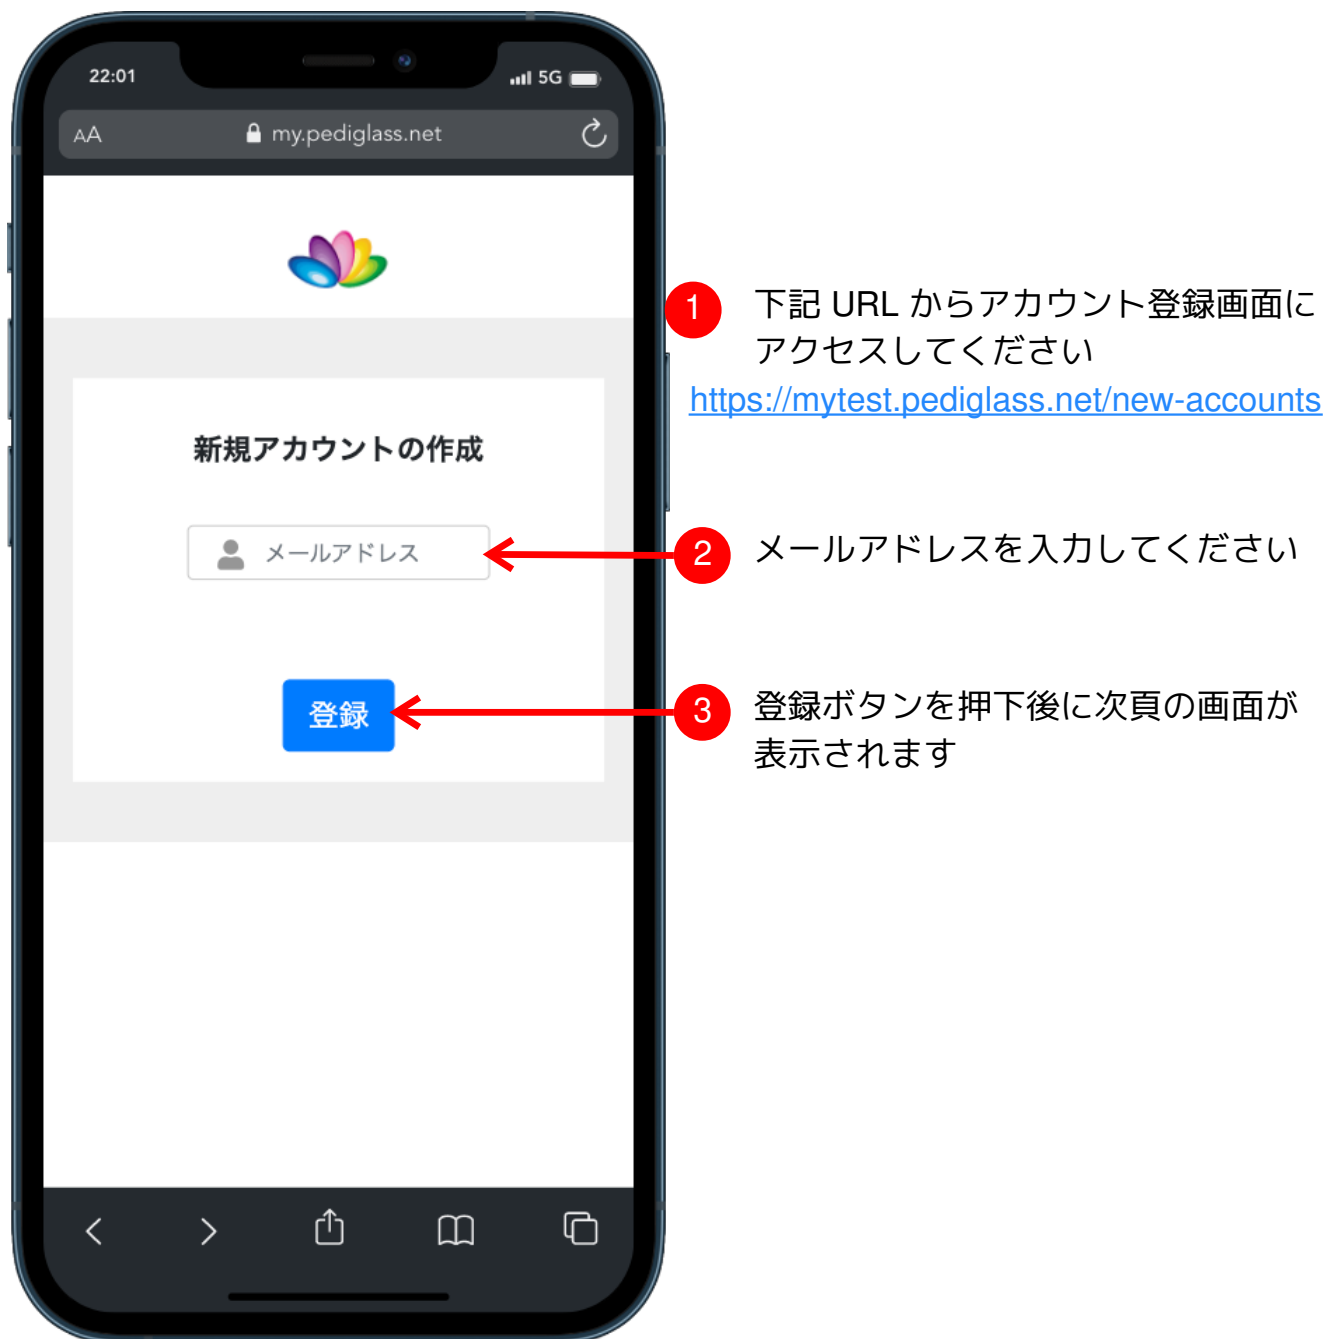 22:01
5G
AA
my.pediglass.net
新規アカウントの作成
メールアドレス
登録
1
下記 URL からアカウント登録画面に
アクセスしてください
https://mytest.pediglass.net/new-accounts
2
メールアドレスを入力してください
3
登録ボタンを押下後に次頁の画面が
表示されます